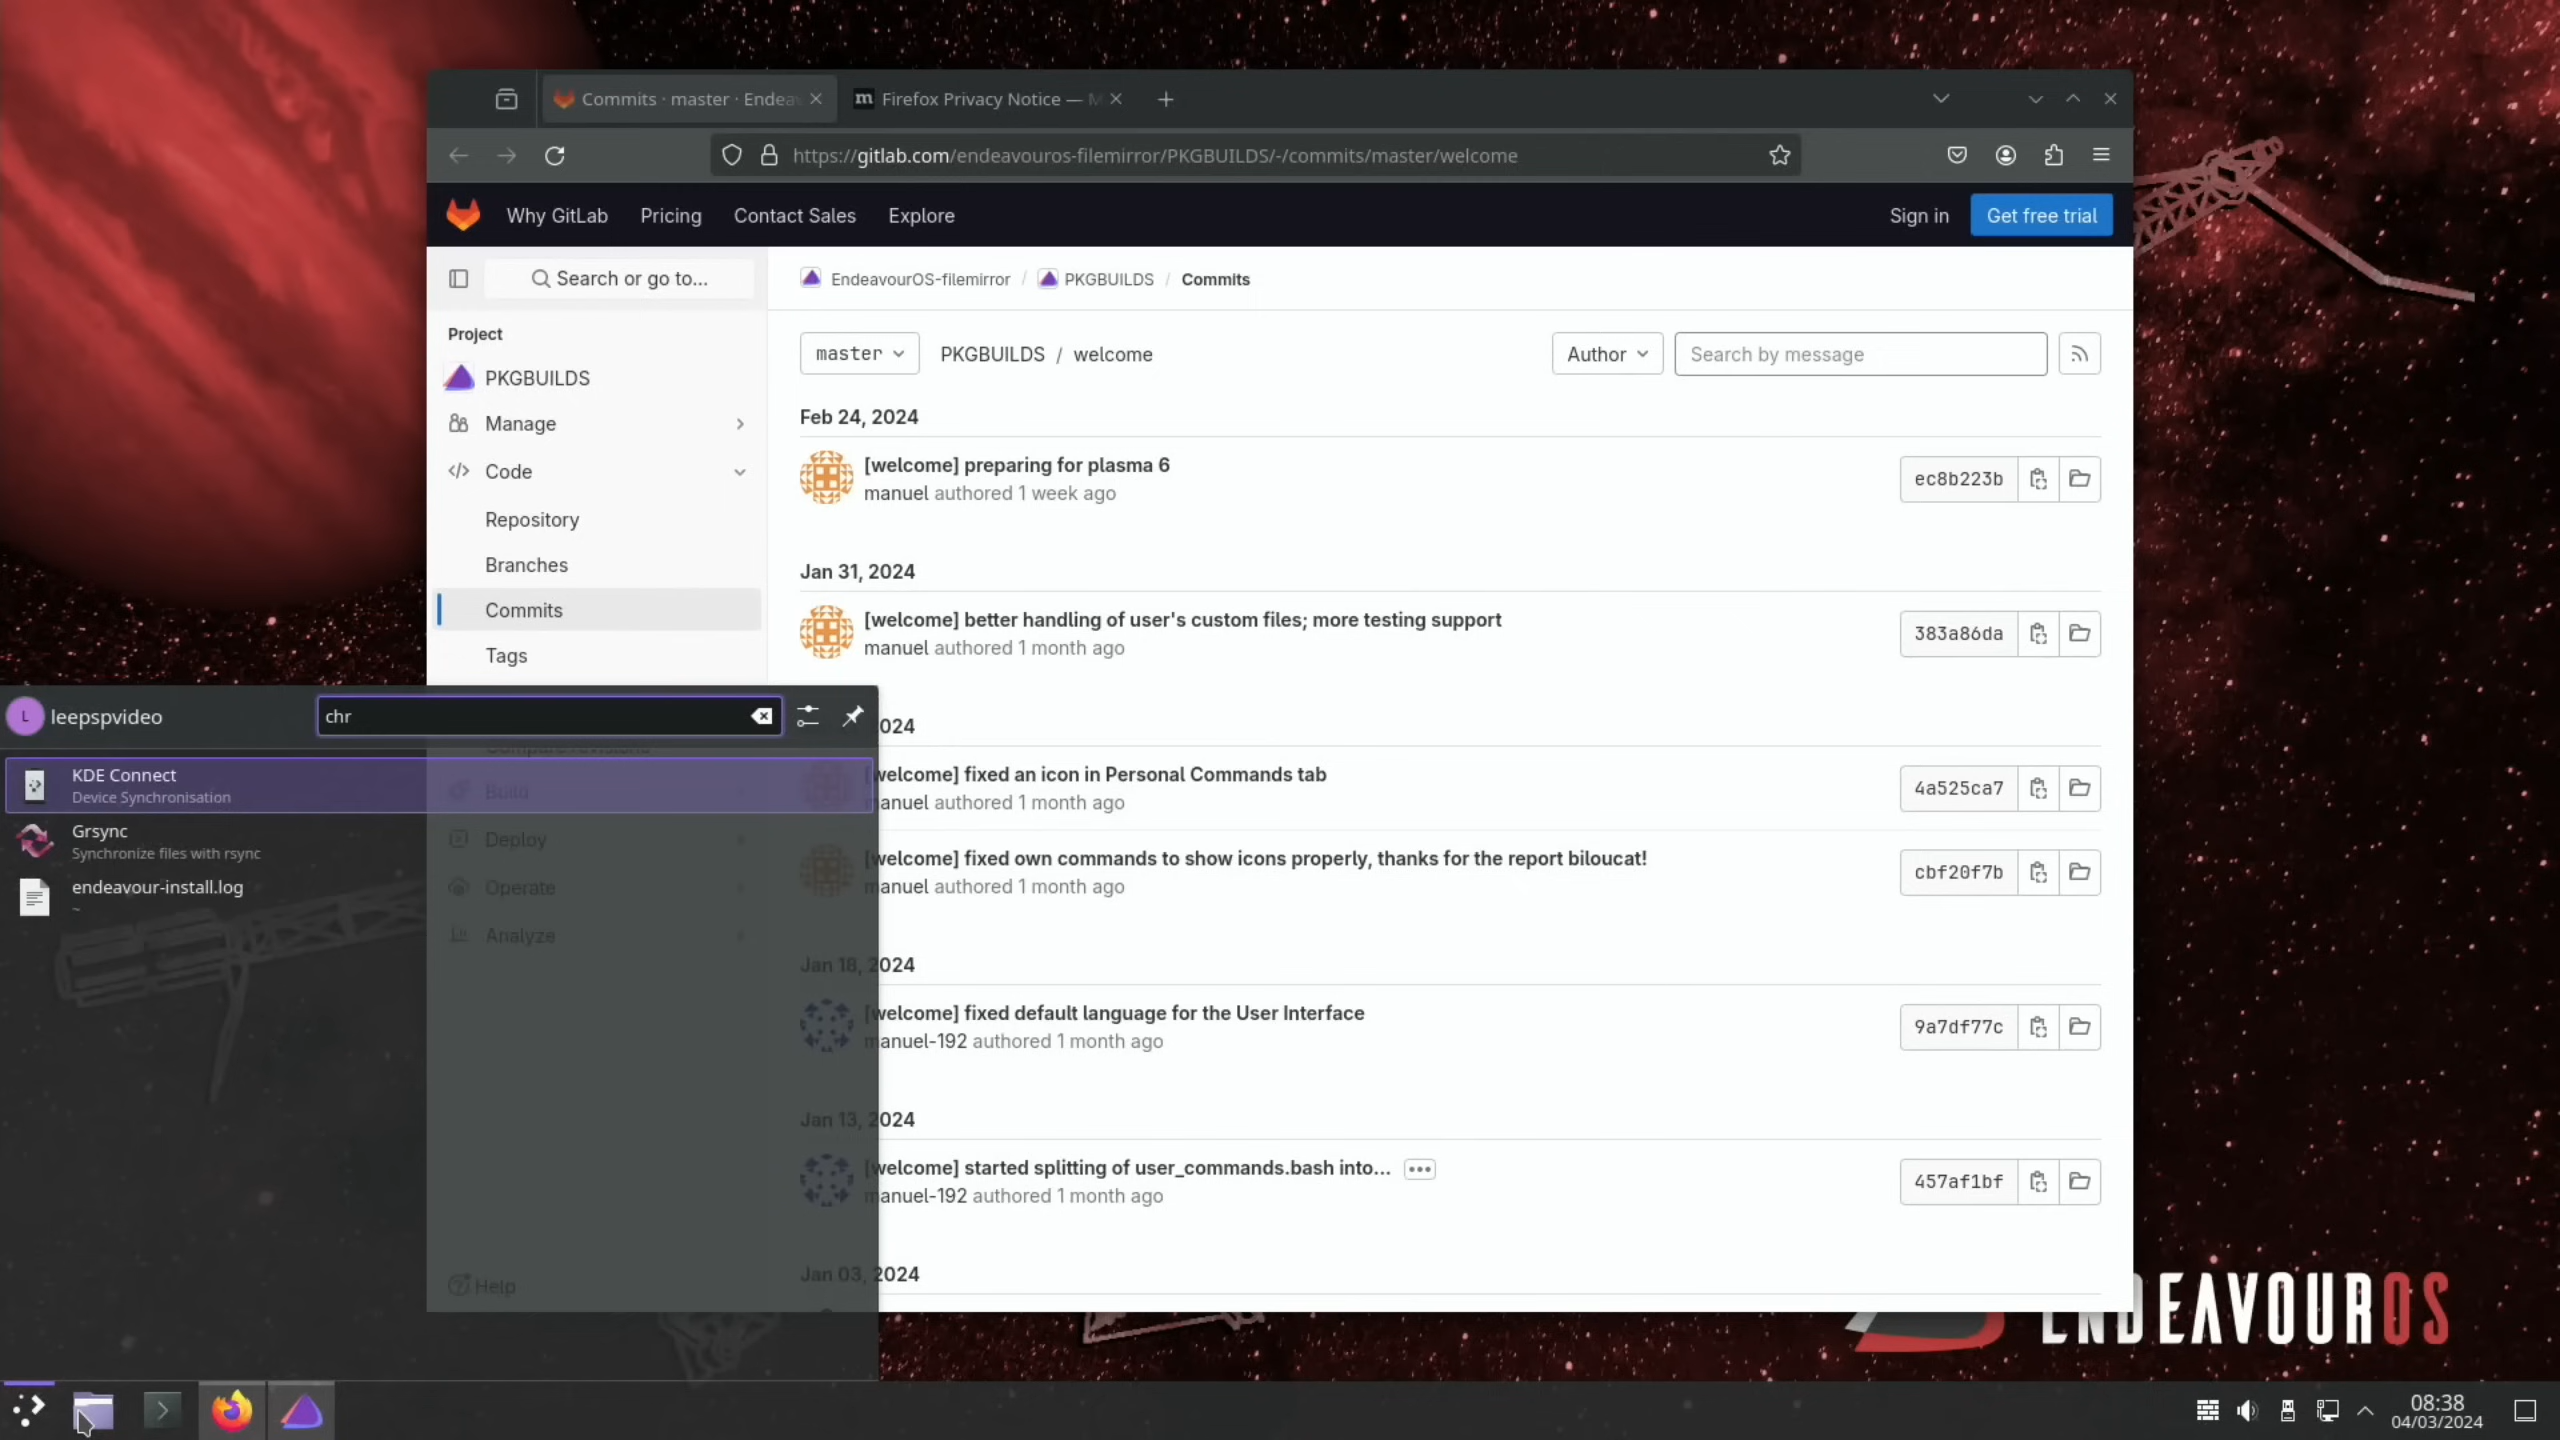 Commits · master · Endea
Firefox Privacy Notice — M
https://gitlab.com/endeavouros-filemirror/PKGBUILDS/-/commits/master/welcome
Why GitLab
Pricing
Contact Sales
Explore
Sign in
Get free trial
Search or go to...
EndeavourOS-filemirror / PKGBUILDS / Commits
Project
PKGBUILDS
Manage
Code
Repository
Branches
Commits
Tags
master
PKGBUILDS / welcome
Author
Search by message
Feb 24, 2024
[welcome] preparing for plasma 6
manuel authored 1 week ago
ec8b223b
Jan 31, 2024
[welcome] better handling of user's custom files; more testing support
manuel authored 1 month ago
383a86da
024
[welcome] fixed an icon in Personal Commands tab
manuel authored 1 month ago
4a525ca7
[welcome] fixed own commands to show icons properly, thanks for the report biloucat!
manuel authored 1 month ago
cbf20f7b
Jan 18, 2024
[welcome] fixed default language for the User Interface
manuel-192 authored 1 month ago
9a7df77c
Jan 13, 2024
[welcome] started splitting of user_commands.bash into...
manuel-192 authored 1 month ago
457af1bf
Jan 03, 2024
L
leepspvideo
chr
Compare revisions
KDE Connect
Device Synchronisation
Build
Grsync
Synchronize files with rsync
Deploy
endeavour-install.log
~
Operate
Analyze
Help
ENDEAVOUROS
08:38
04/03/2024